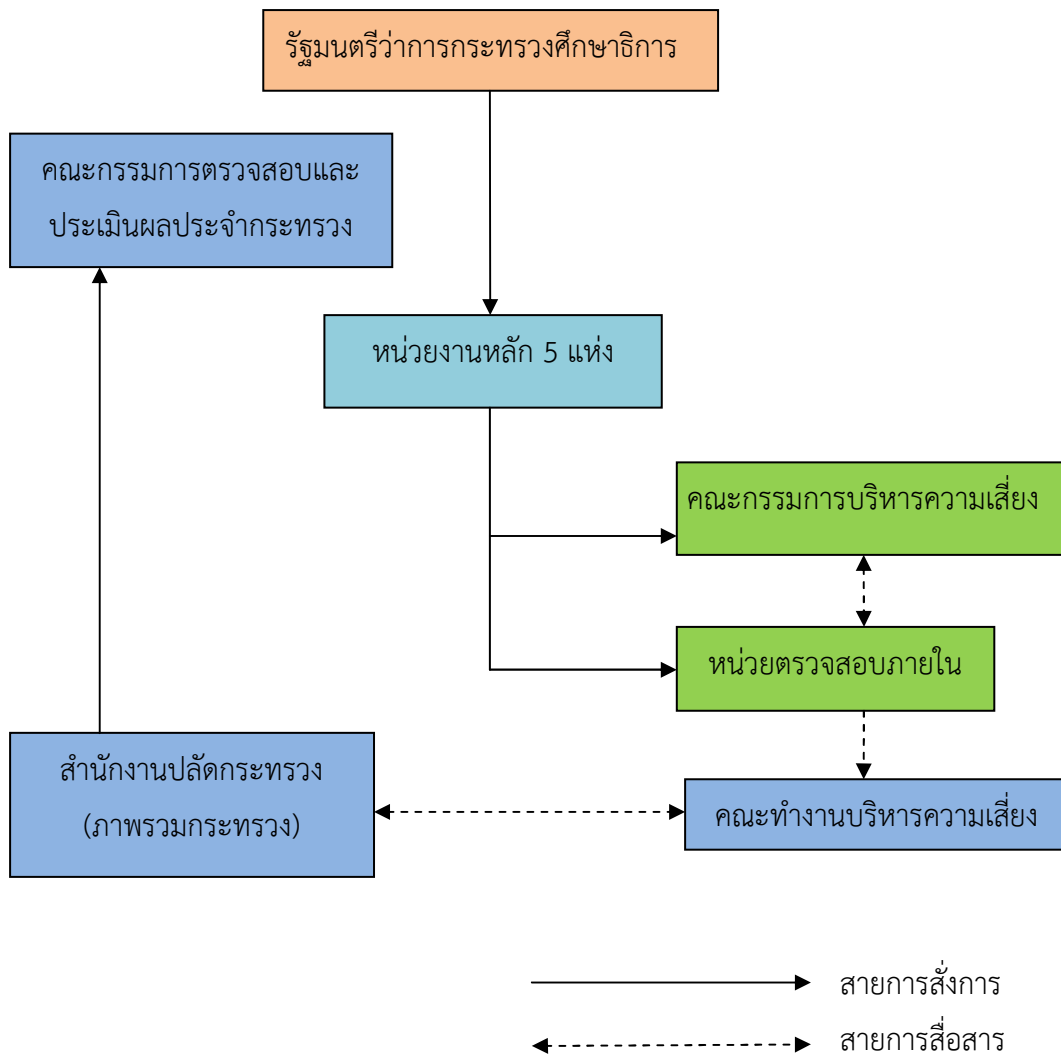 รัฐมนตรีว่าการกระทรวงศึกษาธิการ
คณะกรรมการตรวจสอบและ
ประเมินผลประจำกระทรวง
หน่วยงานหลัก 5 แห่ง
คณะกรรมการบริหารความเสี่ยง
หน่วยตรวจสอบภายใน
สำนักงานปลัดกระทรวง
(ภาพรวมกระทรวง)
คณะทำงานบริหารความเสี่ยง
สายการสั่งการ
สายการสื่อสาร